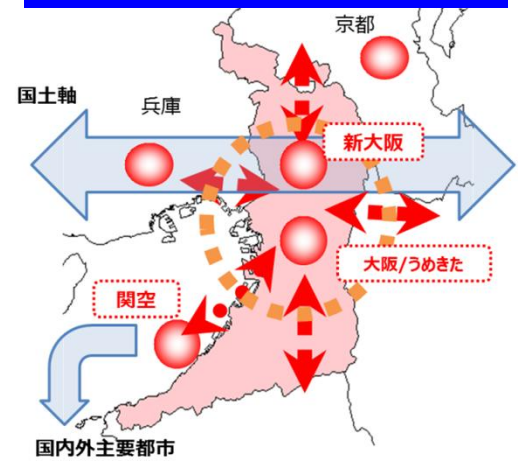 京都
国土軸
兵庫
新大阪
大阪/うめきた
関空
国内外主要都市